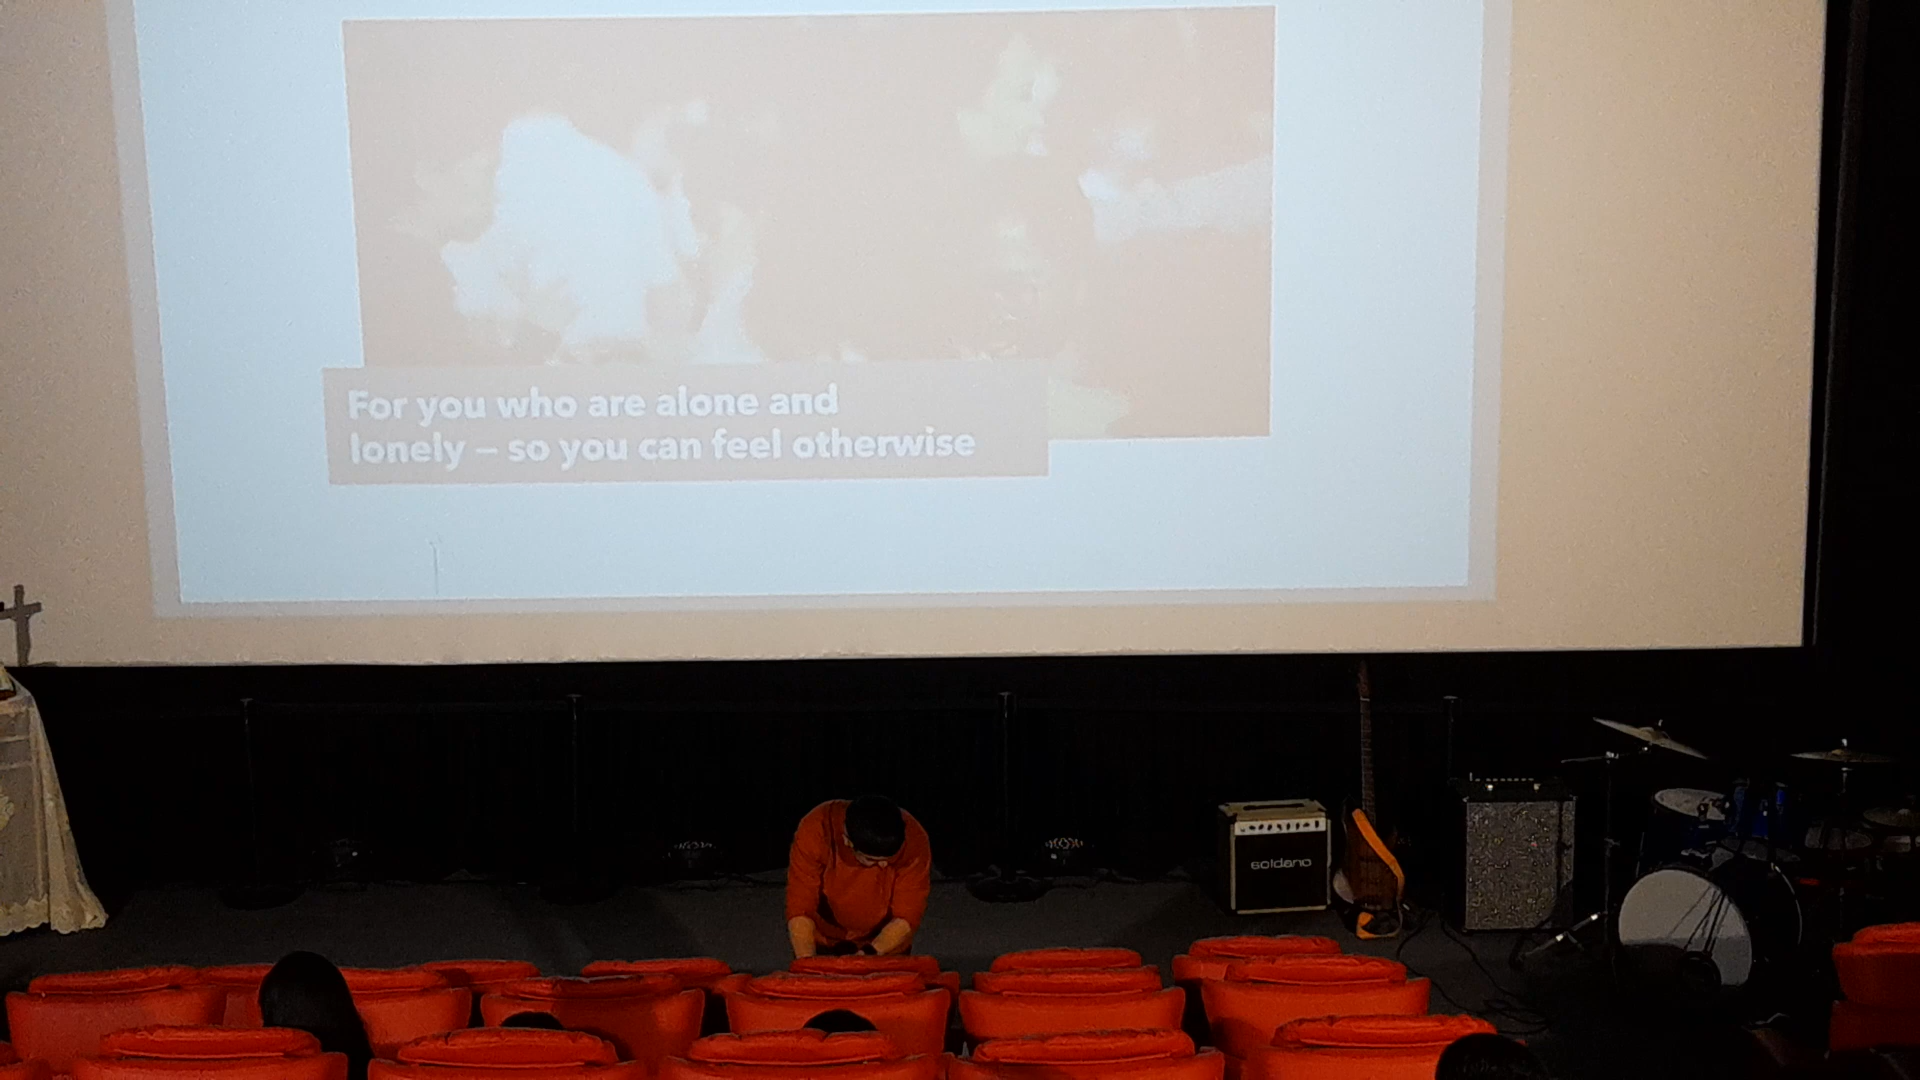 For you who are alone and
lonely – so you can feel otherwise
soldano